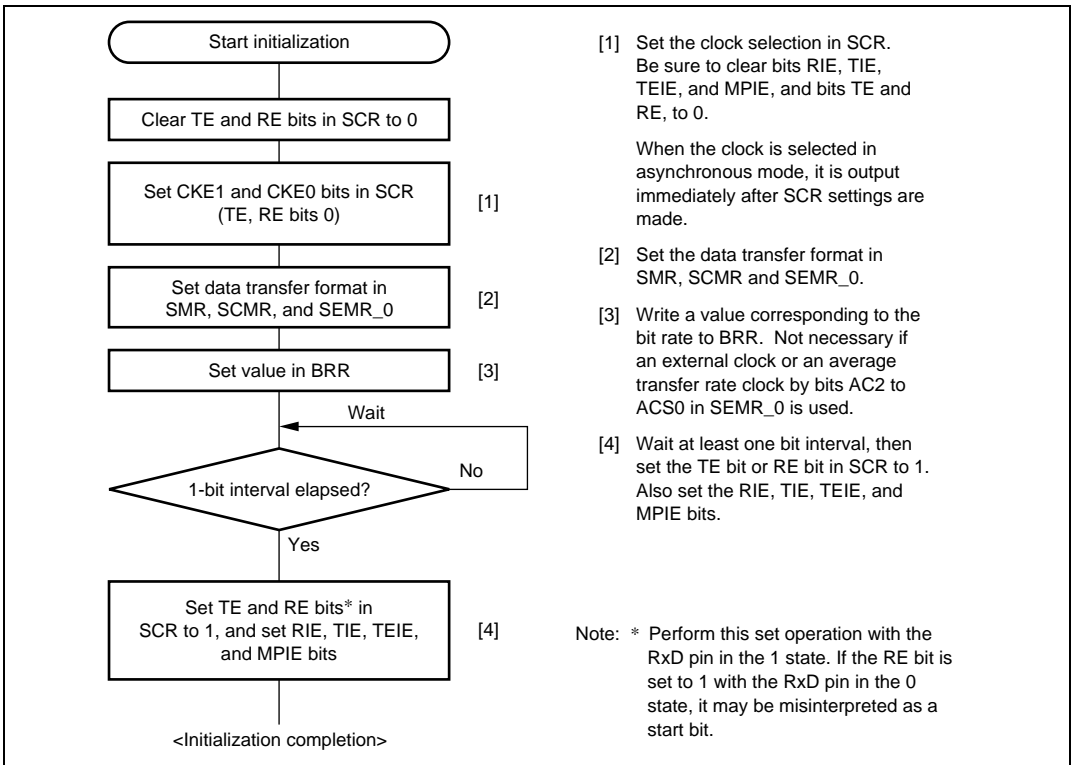 Start initialization
Clear TE and RE bits in SCR to 0
Set CKE1 and CKE0 bits in SCR
(TE, RE bits 0)
[1]
Set data transfer format in
SMR, SCMR, and SEMR_0
[2]
Set value in BRR
[3]
Wait
1-bit interval elapsed?
No
Yes
Set TE and RE bits* in
SCR to 1, and set RIE, TIE, TEIE,
and MPIE bits
[4]
<Initialization completion>
[1] Set the clock selection in SCR.
Be sure to clear bits RIE, TIE,
TEIE, and MPIE, and bits TE and
RE, to 0.
When the clock is selected in
asynchronous mode, it is output
immediately after SCR settings are
made.
[2] Set the data transfer format in
SMR, SCMR and SEMR_0.
[3] Write a value corresponding to the
bit rate to BRR. Not necessary if
an external clock or an average
transfer rate clock by bits AC2 to
ACS0 in SEMR_0 is used.
[4] Wait at least one bit interval, then
set the TE bit or RE bit in SCR to 1.
Also set the RIE, TIE, TEIE, and
MPIE bits.
Note: * Perform this set operation with the
RxD pin in the 1 state. If the RE bit is
set to 1 with the RxD pin in the 0
state, it may be misinterpreted as a
start bit.